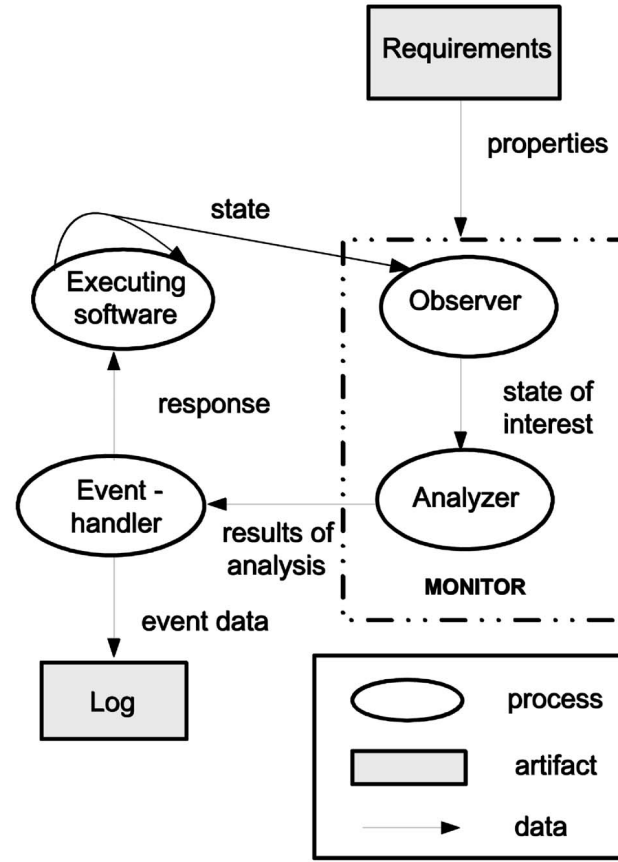 Requirements
properties
state
Executing
software
Observer
response
state of
interest
Event -
handler
Analyzer
results of
analysis
MONITOR
event data
Log
process
artifact
data